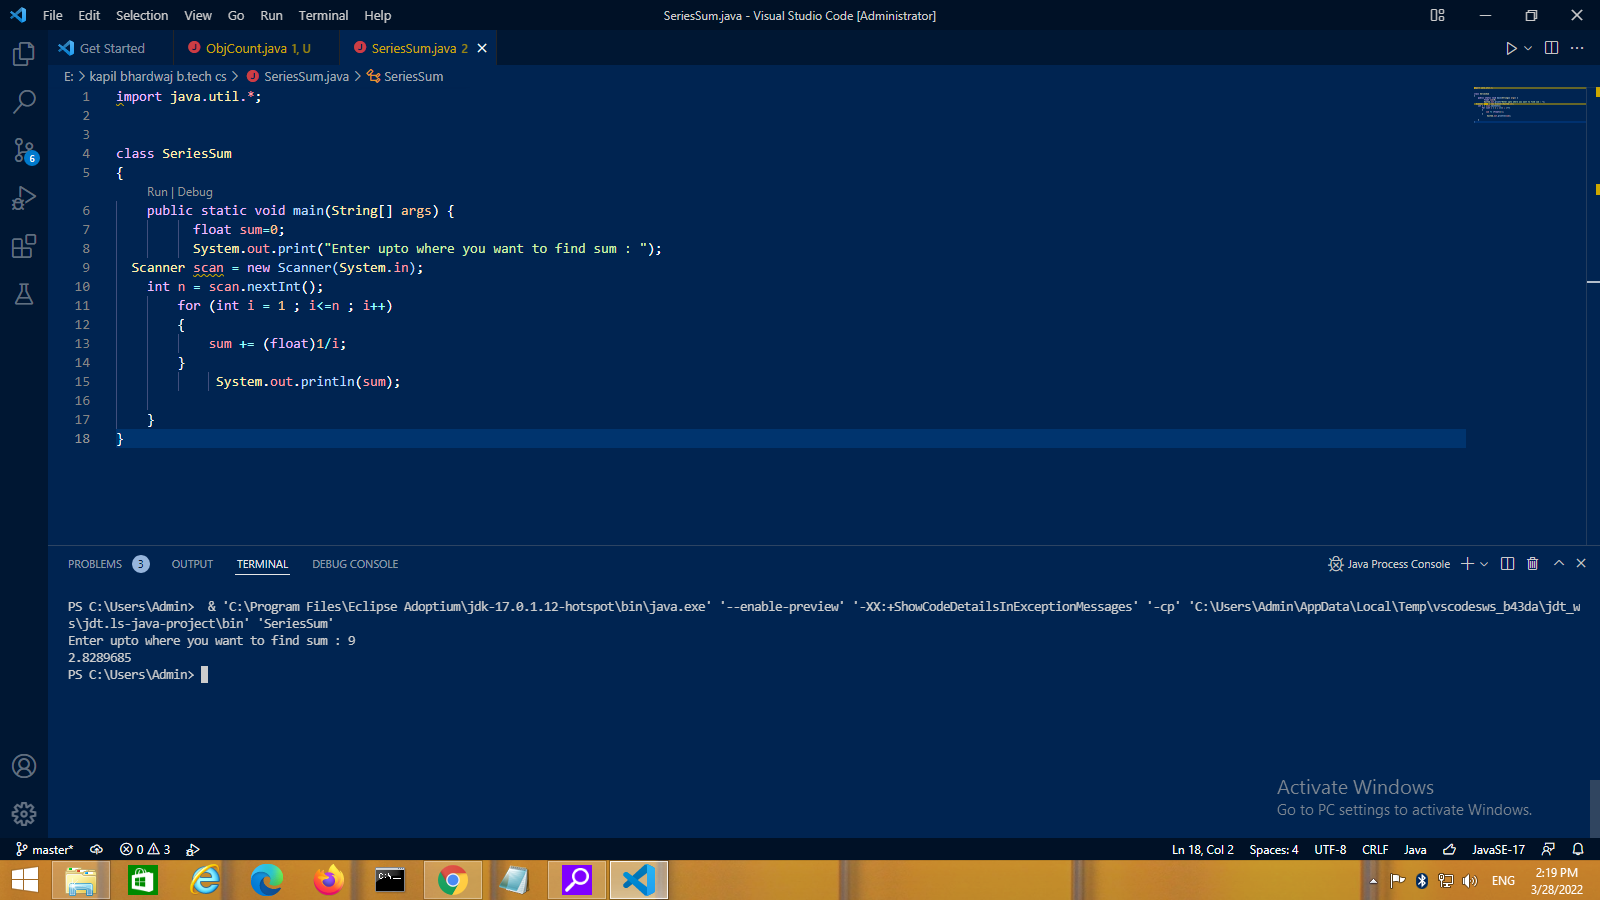 File Edit Selection View Go Run Terminal Help SeriesSum.java - Visual Studio Code [Administrator]
Get Started ObjCount.java 1, U SeriesSum.java 2
E: > kapil bhardwaj b.tech cs > SeriesSum.java > SeriesSum
1 import java.util.*;
2
3
4 class SeriesSum
5 {
Run | Debug
6 public static void main(String[] args) {
7 float sum=0;
8 System.out.print("Enter upto where you want to find sum : ");
9 Scanner scan = new Scanner(System.in);
10 int n = scan.nextInt();
11 for (int i = 1 ; i<=n ; i++)
12 {
13 sum += (float)1/i;
14 }
15 System.out.println(sum);
16
17 }
18 }
6
PROBLEMS 3 OUTPUT TERMINAL DEBUG CONSOLE Java Process Console
PS C:\Users\Admin>  & 'C:\Program Files\Eclipse Adoptium\jdk-17.0.1.12-hotspot\bin\java.exe' '--enable-preview' '-XX:+ShowCodeDetailsInExceptionMessages' '-cp' 'C:\Users\Admin\AppData\Local\Temp\vscodesws_b43da\jdt_w
s\jdt.ls-java-project\bin' 'SeriesSum'
Enter upto where you want to find sum : 9
2.8289685
PS C:\Users\Admin>
Activate Windows
Go to PC settings to activate Windows.
master* 0 3 Ln 18, Col 2 Spaces: 4 UTF-8 CRLF Java JavaSE-17
C:\_ ENG 2:19 PM
3/28/2022